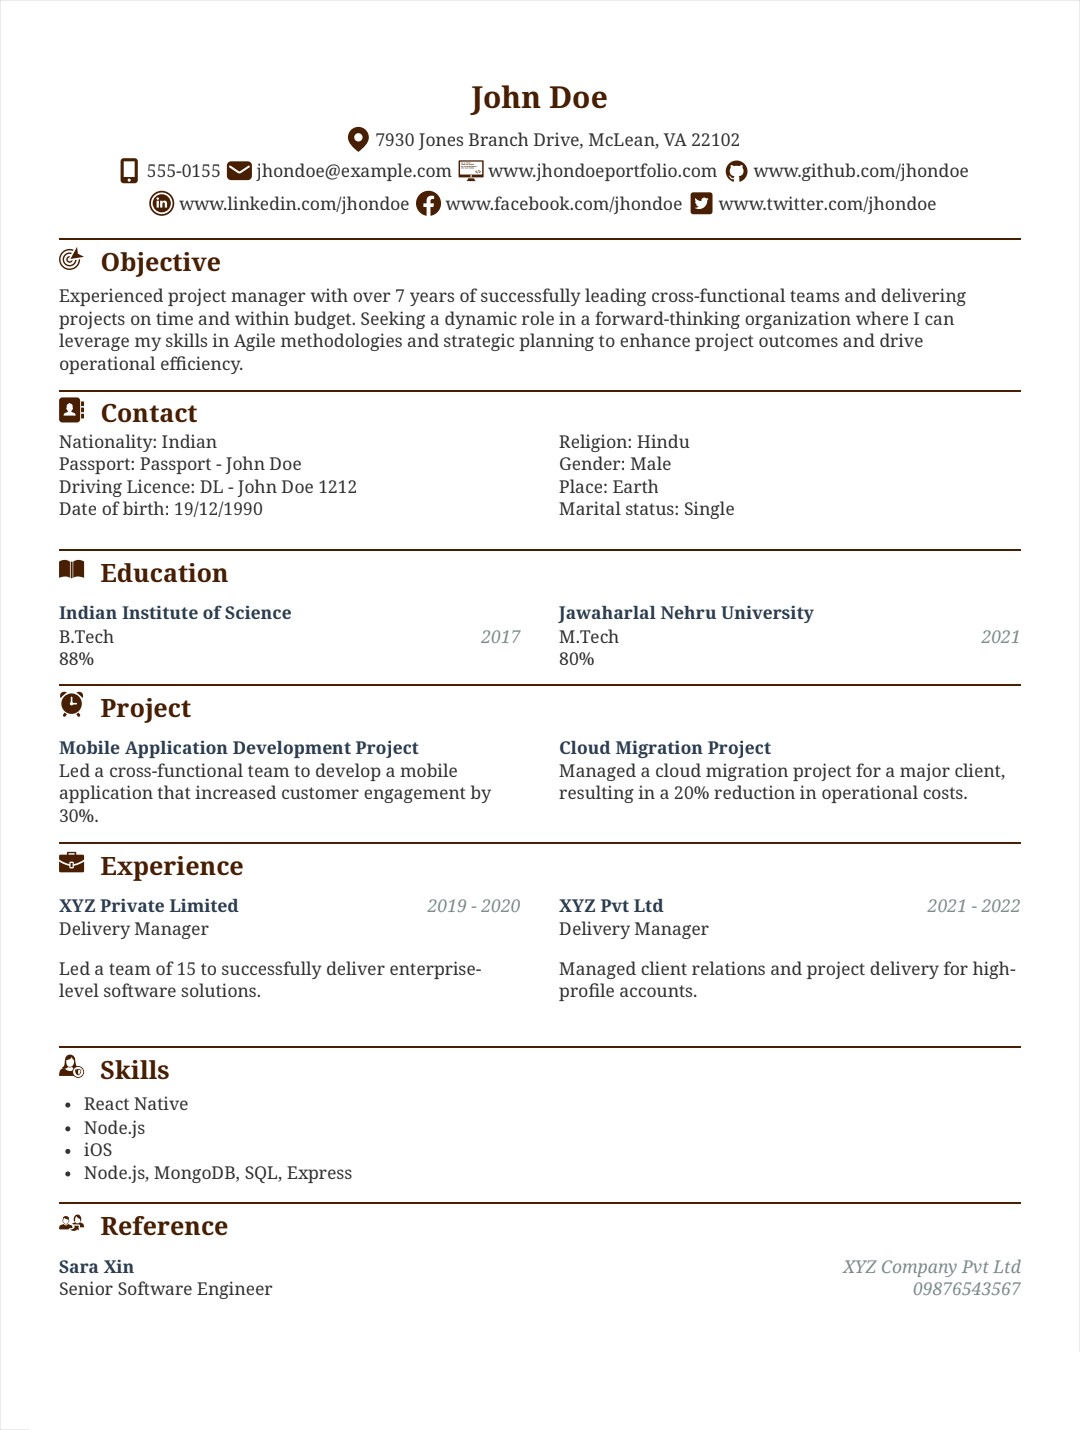 John Doe
7930 Jones Branch Drive, McLean, VA 22102
555-0155 jhondoe@example.com www.jhondoeportfolio.com www.github.com/jhondoe
www.linkedin.com/jhondoe www.facebook.com/jhondoe www.twitter.com/jhondoe
Objective
Experienced project manager with over 7 years of successfully leading cross-functional teams and delivering
projects on time and within budget. Seeking a dynamic role in a forward-thinking organization where I can
leverage my skills in Agile methodologies and strategic planning to enhance project outcomes and drive
operational efficiency.
Contact
Nationality: Indian
Passport: Passport - John Doe
Driving Licence: DL - John Doe 1212
Date of birth: 19/12/1990
Religion: Hindu
Gender: Male
Place: Earth
Marital status: Single
Education
Indian Institute of Science
B.Tech 2017
88%
Jawaharlal Nehru University
M.Tech 2021
80%
Project
Mobile Application Development Project
Led a cross-functional team to develop a mobile
application that increased customer engagement by
30%.
Cloud Migration Project
Managed a cloud migration project for a major client,
resulting in a 20% reduction in operational costs.
Experience
XYZ Private Limited 2019 - 2020
Delivery Manager
Led a team of 15 to successfully deliver enterprise-
level software solutions.
XYZ Pvt Ltd 2021 - 2022
Delivery Manager
Managed client relations and project delivery for high-
profile accounts.
Skills
• React Native
• Node.js
• iOS
• Node.js, MongoDB, SQL, Express
Reference
Sara Xin XYZ Company Pvt Ltd
Senior Software Engineer 09876543567